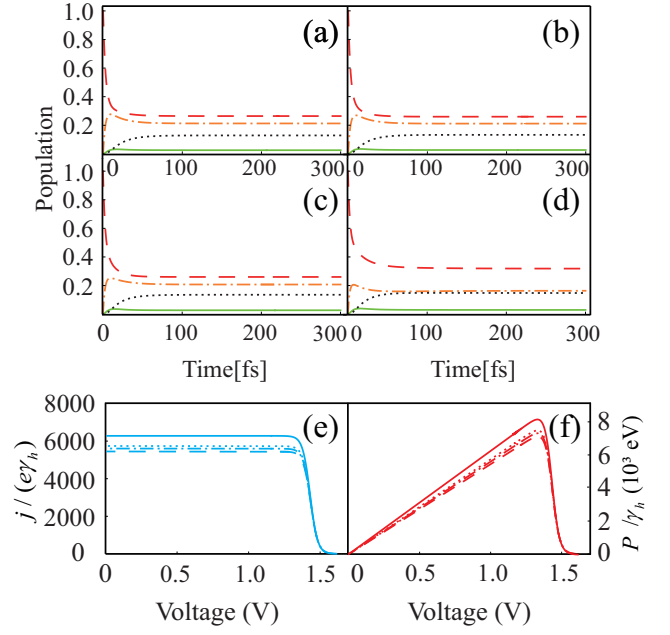 1.0 (a) (b)
0.8
0.6
0.4
0.2
0 100 200 300 0 100 200 300
Population
1.0 (c) (d)
0.8
0.6
0.4
0.2
0 100 200 300 0 100 200 300
Time[fs] Time[fs]
8000 (e) (f) 8
6000 6
4000 4
2000 2
0 0
j / (eγₕ)
P /γₕ (10³ eV)
0 0.5 1.0 1.5 0 0.5 1.0 1.5
Voltage (V) Voltage (V)